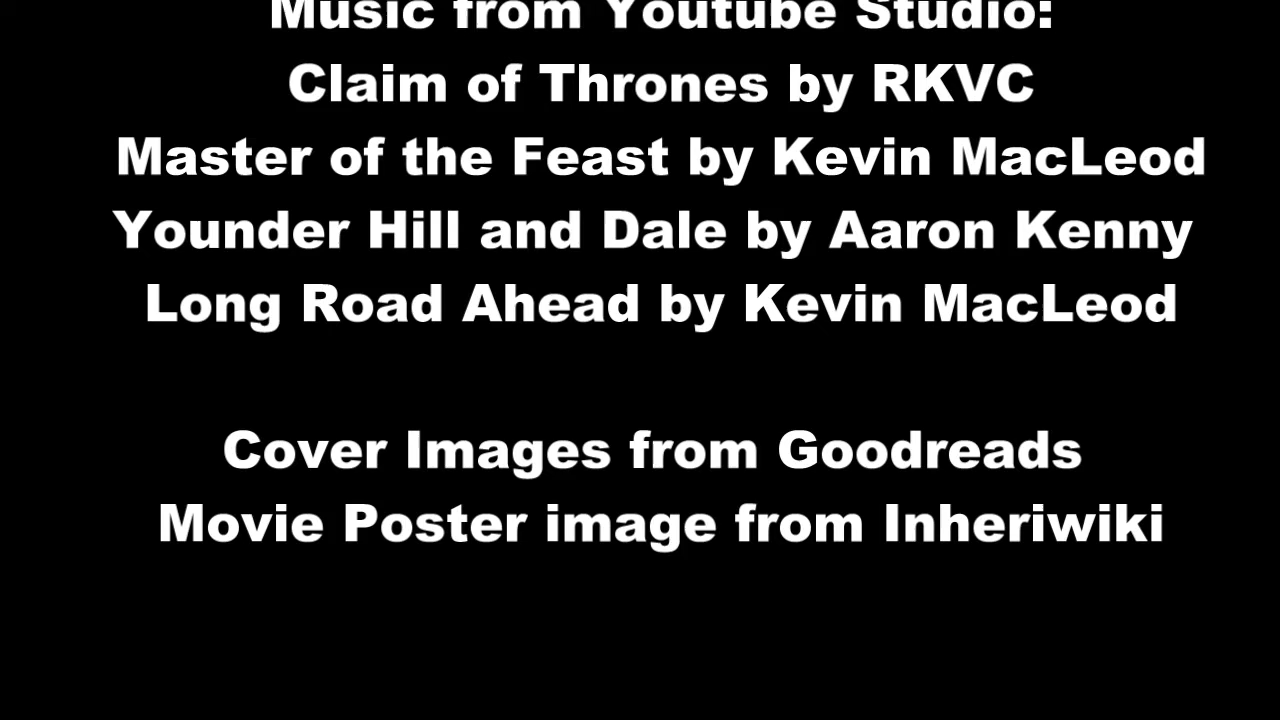 Music from Youtube Studio:
Claim of Thrones by RKVC
Master of the Feast by Kevin MacLeod
Younder Hill and Dale by Aaron Kenny
Long Road Ahead by Kevin MacLeod
Cover Images from Goodreads
Movie Poster image from Inheriwiki